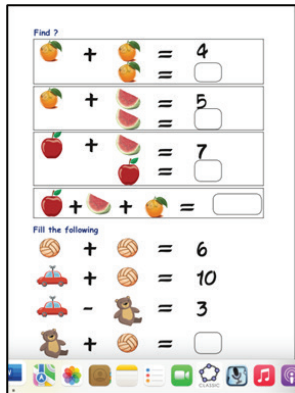 Find ?
+ = 4
=
+ = 5
=
+ = 7
=
+ + =
Fill the following
+ = 6
+ = 10
- = 3
+ =
CLASSIC